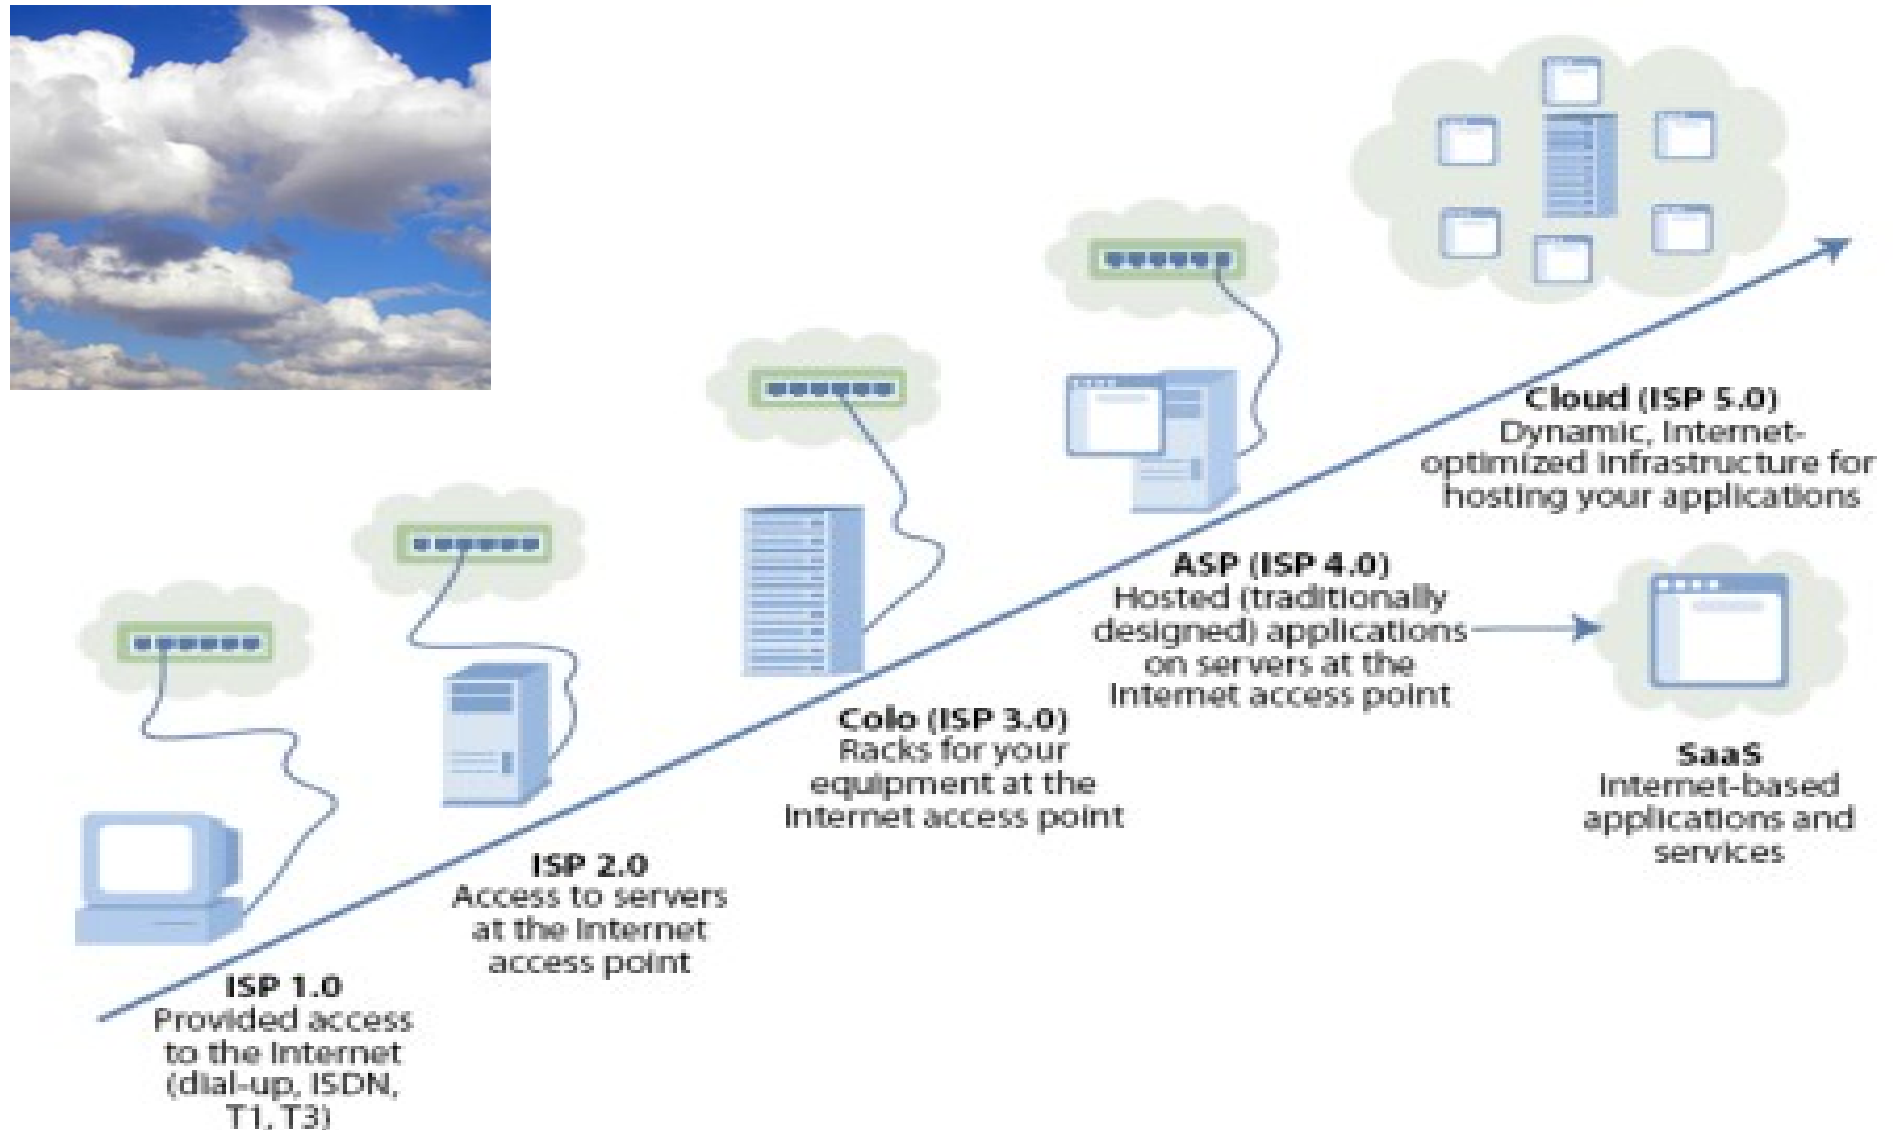 ISP 1.0
Provided access
to the Internet
(dial-up, ISDN,
T1, T3)
ISP 2.0
Access to servers
at the Internet
access point
Colo (ISP 3.0)
Racks for your
equipment at the
Internet access point
ASP (ISP 4.0)
Hosted (traditionally
designed) applications
on servers at the
Internet access point
Cloud (ISP 5.0)
Dynamic, Internet-
optimized infrastructure for
hosting your applications
SaaS
Internet-based
applications and
services